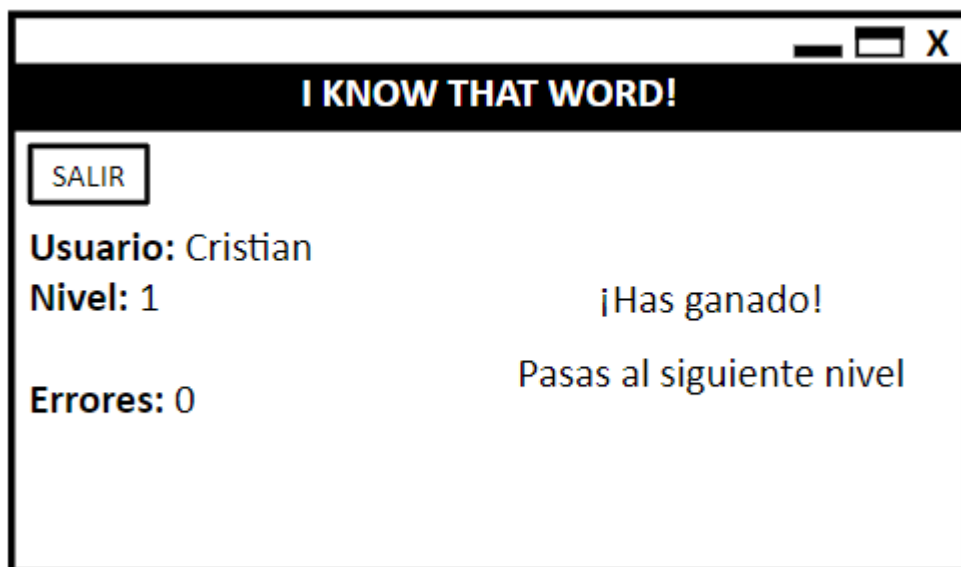 X
I KNOW THAT WORD!
SALIR
Usuario: Cristian
Nivel: 1
¡Has ganado!
Pasas al siguiente nivel
Errores: 0